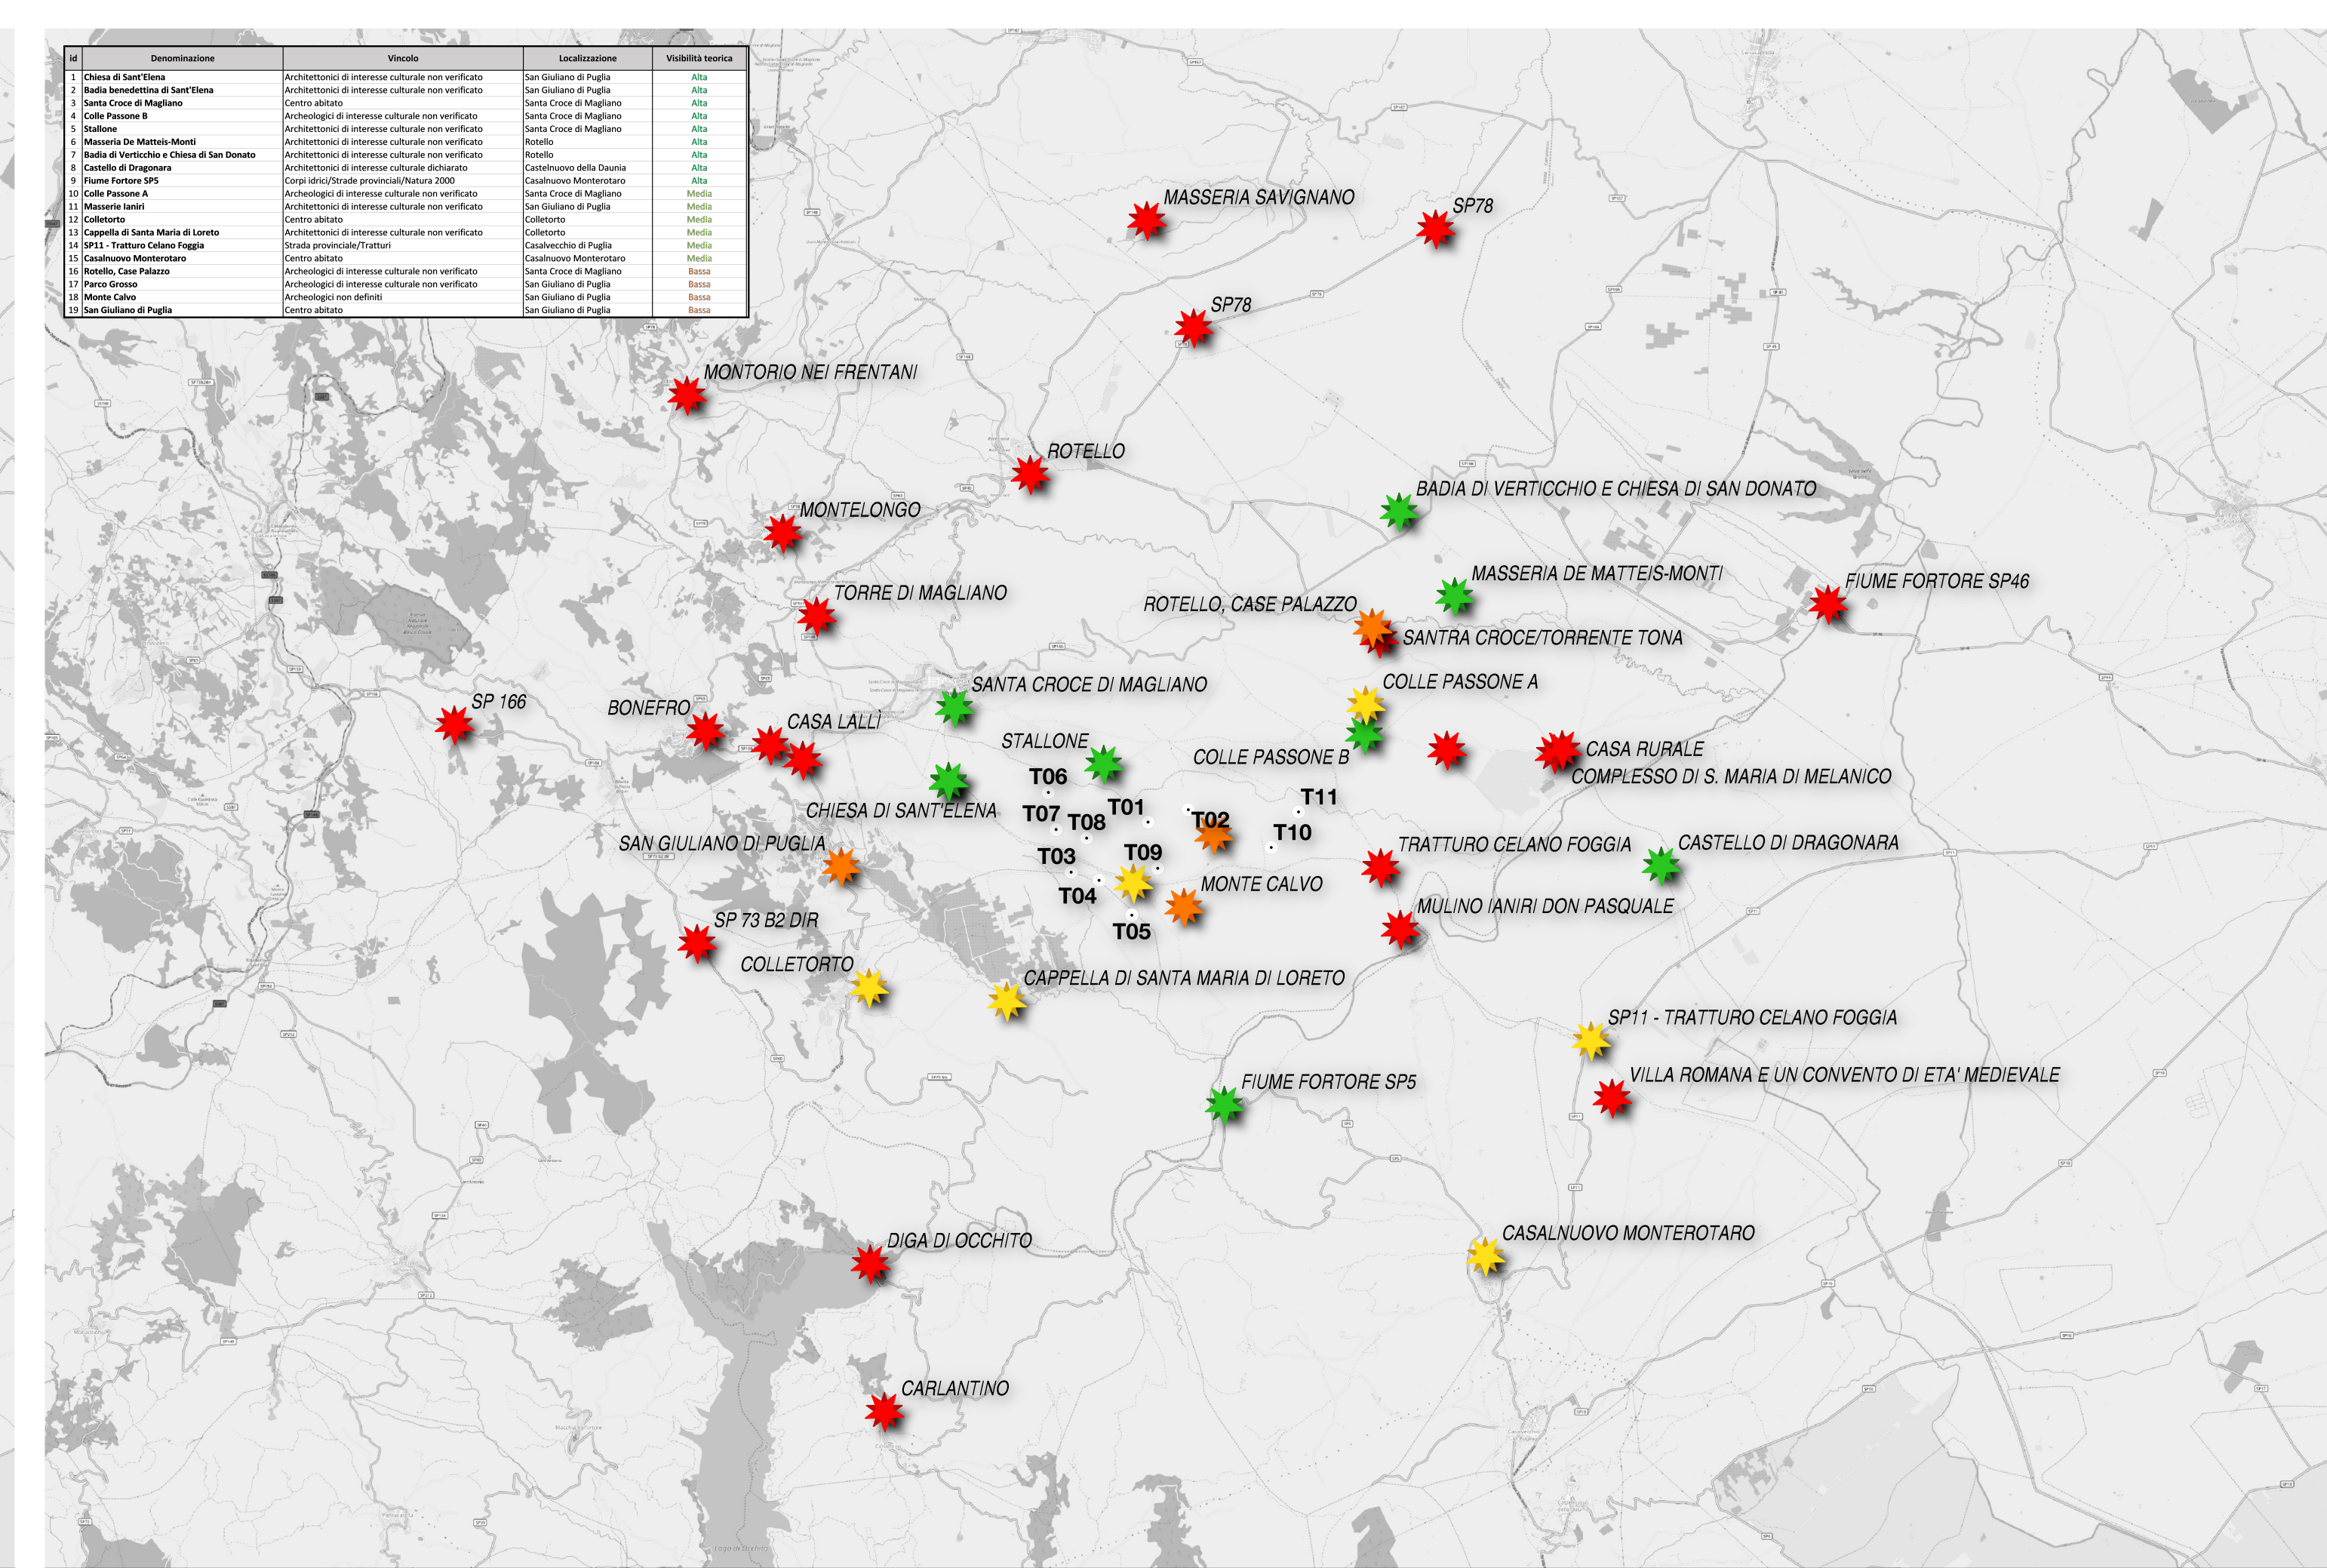 id Denominazione Vincolo Localizzazione Visibilità teorica
1 Chiesa di Sant'Elena Architettonici di interesse culturale non verificato San Giuliano di Puglia Alta
2 Badia benedettina di Sant'Elena Architettonici di interesse culturale non verificato San Giuliano di Puglia Alta
3 Santa Croce di Magliano Centro abitato Santa Croce di Magliano Alta
4 Colle Passone B Archeologici di interesse culturale non verificato Santa Croce di Magliano Alta
5 Stallone Architettonici di interesse culturale non verificato Santa Croce di Magliano Alta
6 Masseria De Matteis-Monti Architettonici di interesse culturale non verificato Rotello Alta
7 Badia di Verticchio e Chiesa di San Donato Architettonici di interesse culturale non verificato Rotello Alta
8 Castello di Dragonara Architettonici di interesse culturale dichiarato Castelnuovo della Daunia Alta
9 Fiume Fortore SP5 Corpi idrici/Strade provinciali/Natura 2000 Casalnuovo Monterotaro Alta
10 Colle Passone A Archeologici di interesse culturale non verificato Santa Croce di Magliano Media
11 Masserie Ianiri Architettonici di interesse culturale non verificato San Giuliano di Puglia Media
12 Colletorto Centro abitato Colletorto Media
13 Cappella di Santa Maria di Loreto Architettonici di interesse culturale non verificato Colletorto Media
14 SP11 - Tratturo Celano Foggia Strada provinciale/Tratturi Casalvecchio di Puglia Media
15 Casalnuovo Monterotaro Centro abitato Casalnuovo Monterotaro Media
16 Rotello, Case Palazzo Archeologici di interesse culturale non verificato Santa Croce di Magliano Bassa
17 Parco Grosso Archeologici di interesse culturale non verificato San Giuliano di Puglia Bassa
18 Monte Calvo Archeologici non definiti San Giuliano di Puglia Bassa
19 San Giuliano di Puglia Centro abitato San Giuliano di Puglia Bassa
MASSERIA SAVIGNANO
SP78
SP78
MONTORIO NEI FRENTANI
ROTELLO
BADIA DI VERTICCHIO E CHIESA DI SAN DONATO
MONTELONGO
MASSERIA DE MATTEIS-MONTI
FIUME FORTORE SP46
TORRE DI MAGLIANO
ROTELLO, CASE PALAZZO
SANTRA CROCE/TORRENTE TONA
SANTA CROCE DI MAGLIANO
COLLE PASSONE A
SP 166
BONEFRO
CASA LALLÌ
STALLONE
COLLE PASSONE B
CASA RURALE
COMPLESSO DI S. MARIA DI MELANICO
T06
CHIESA DI SANT'ELENA
T07
T08
T01
T02
T11
T10
SAN GIULIANO DI PUGLIA
T03
T09
TRATTURO CELANO FOGGIA
CASTELLO DI DRAGONARA
T04
MONTE CALVO
MULINO IANIRI DON PASQUALE
SP 73 B2 DIR
T05
COLLETORTO
CAPPELLA DI SANTA MARIA DI LORETO
SP11 - TRATTURO CELANO FOGGIA
FIUME FORTORE SP5
VILLA ROMANA E UN CONVENTO DI ETA' MEDIEVALE
DIGA DI OCCHITO
CASALNUOVO MONTEROTARO
CARLANTINO